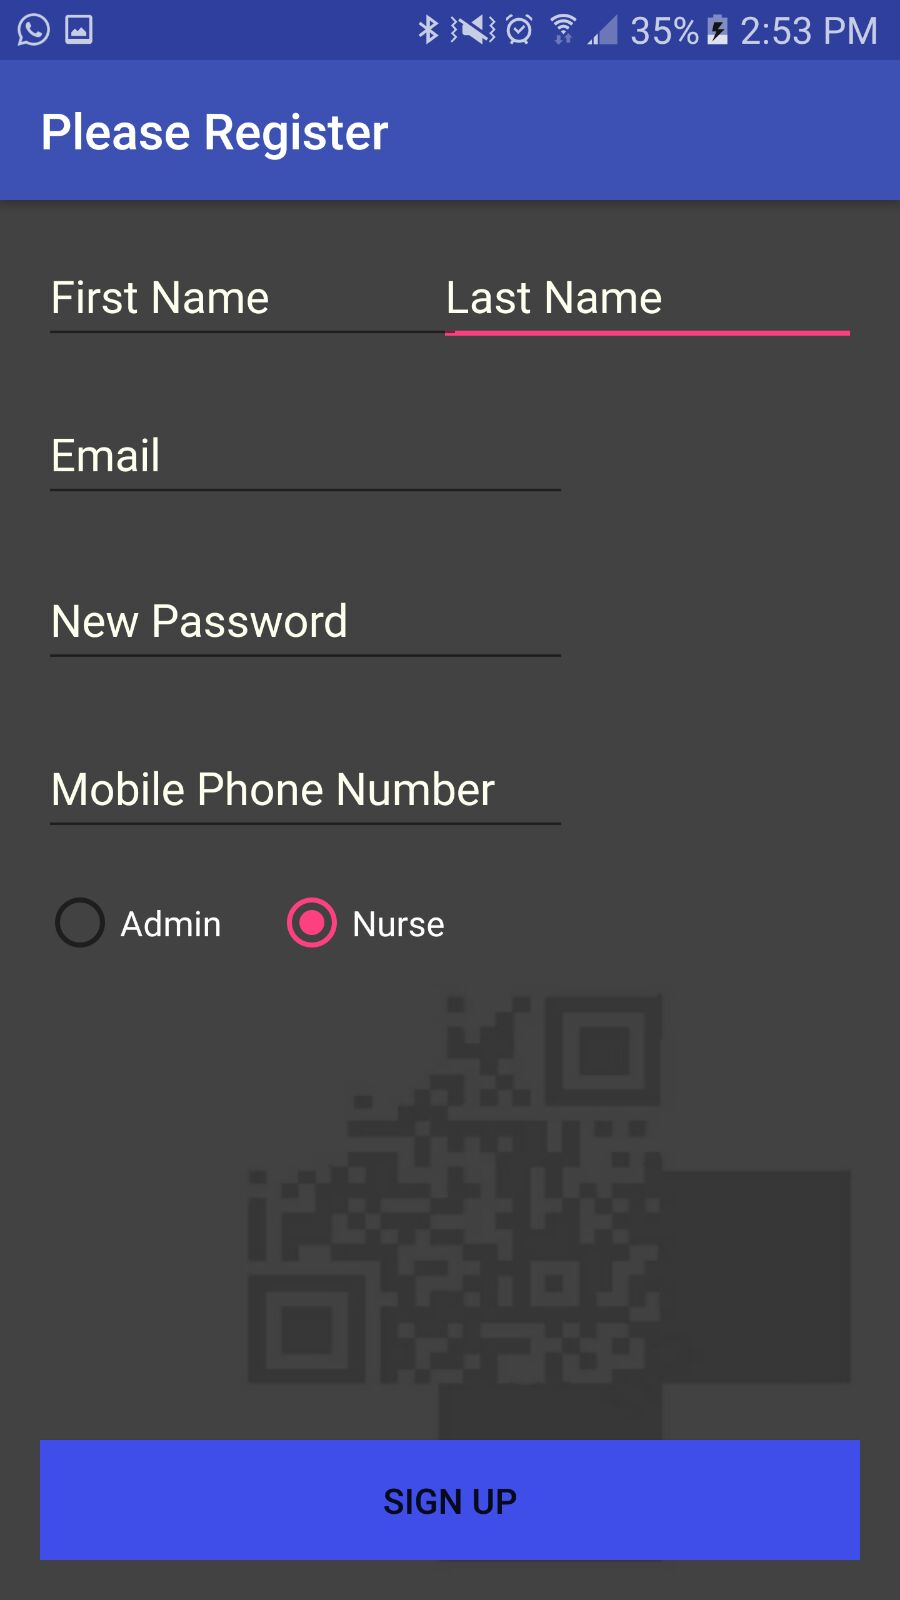 35% 2:53 PM
Please Register
First Name Last Name
Email
New Password
Mobile Phone Number
Admin Nurse
SIGN UP